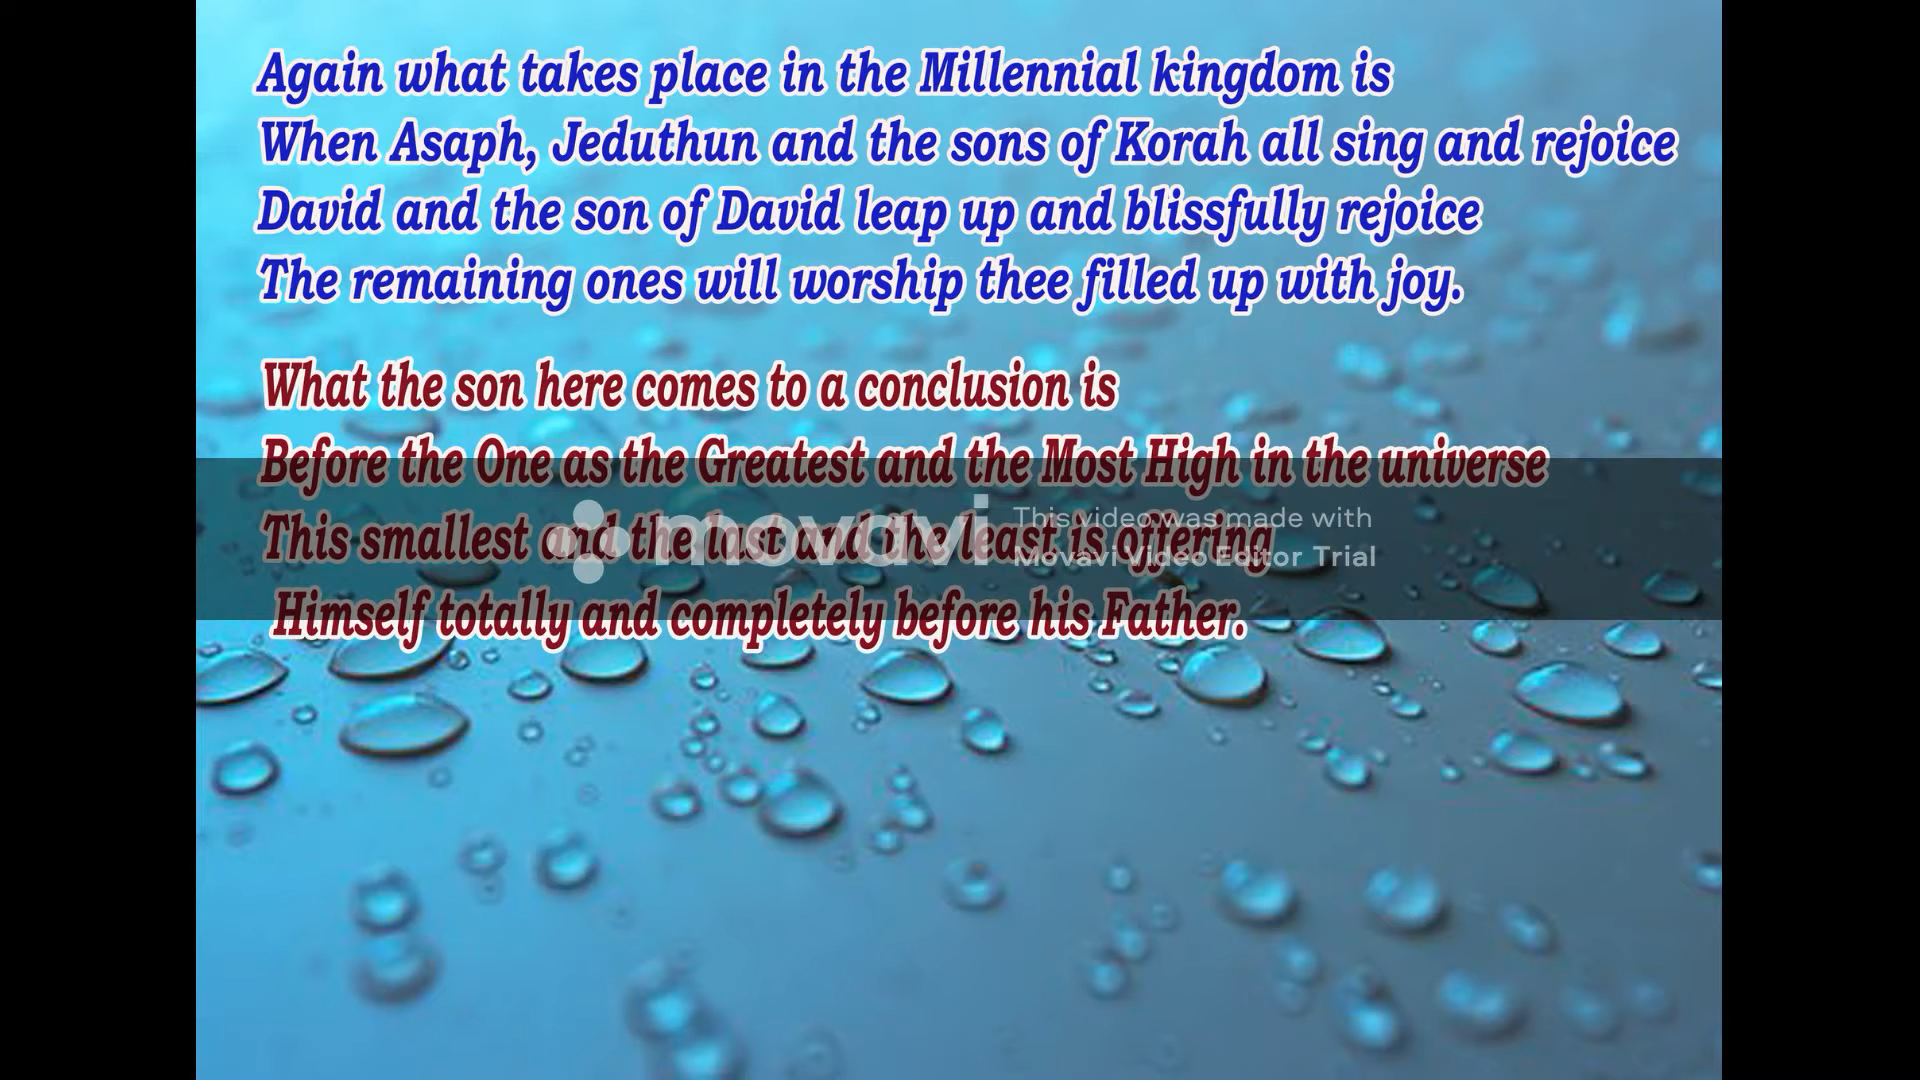 Again what takes place in the Millennial kingdom is
When Asaph, Jeduthun and the sons of Korah all sing and rejoice
David and the son of David leap up and blissfully rejoice
The remaining ones will worship thee filled up with joy.
What the son here comes to a conclusion is
Before the One as the Greatest and the Most High in the universe
This smallest and the last and the least is offering
Himself totally and completely before his Father.
movavi
This video was made with
Movavi Video Editor Trial